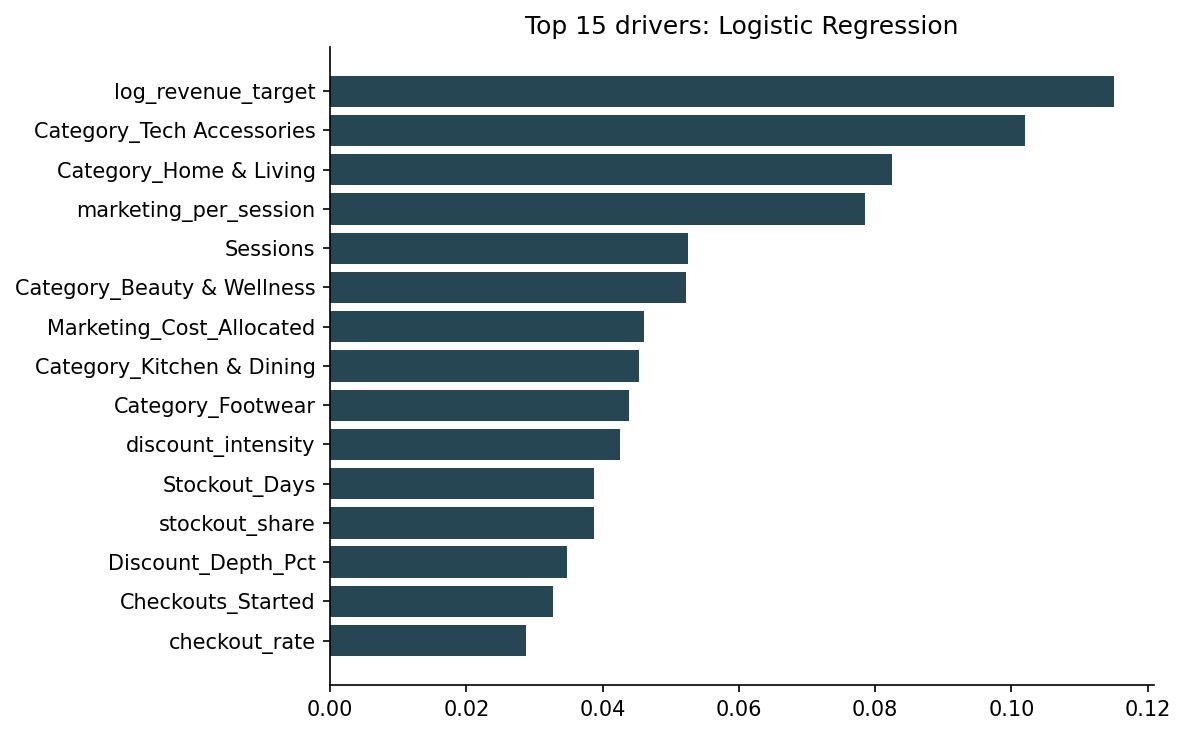 Top 15 drivers: Logistic Regression
log_revenue_target
Category_Tech Accessories
Category_Home & Living
marketing_per_session
Sessions
Category_Beauty & Wellness
Marketing_Cost_Allocated
Category_Kitchen & Dining
Category_Footwear
discount_intensity
Stockout_Days
stockout_share
Discount_Depth_Pct
Checkouts_Started
checkout_rate
0.00 0.02 0.04 0.06 0.08 0.10 0.12